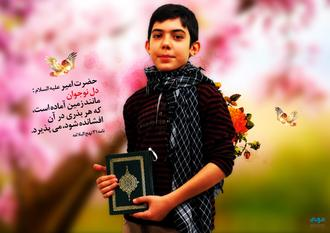 حضرت امیر علیه السلام:
دل نوجوان
مانند زمین آماده است،
که هر بذری در آن
افشانده شود، می پذیرد.
نامه ۳۱ نهج البلاغه